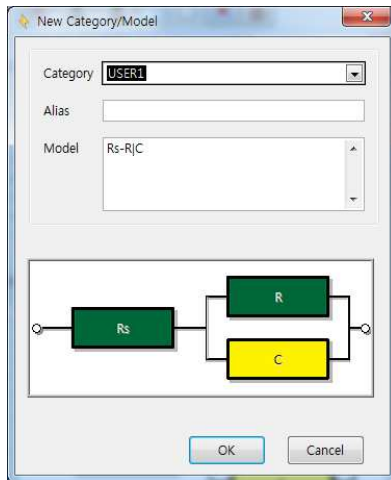 New Category/Model
Category USER1
Alias
Model Rs-R|C
R
Rs
C
OK Cancel